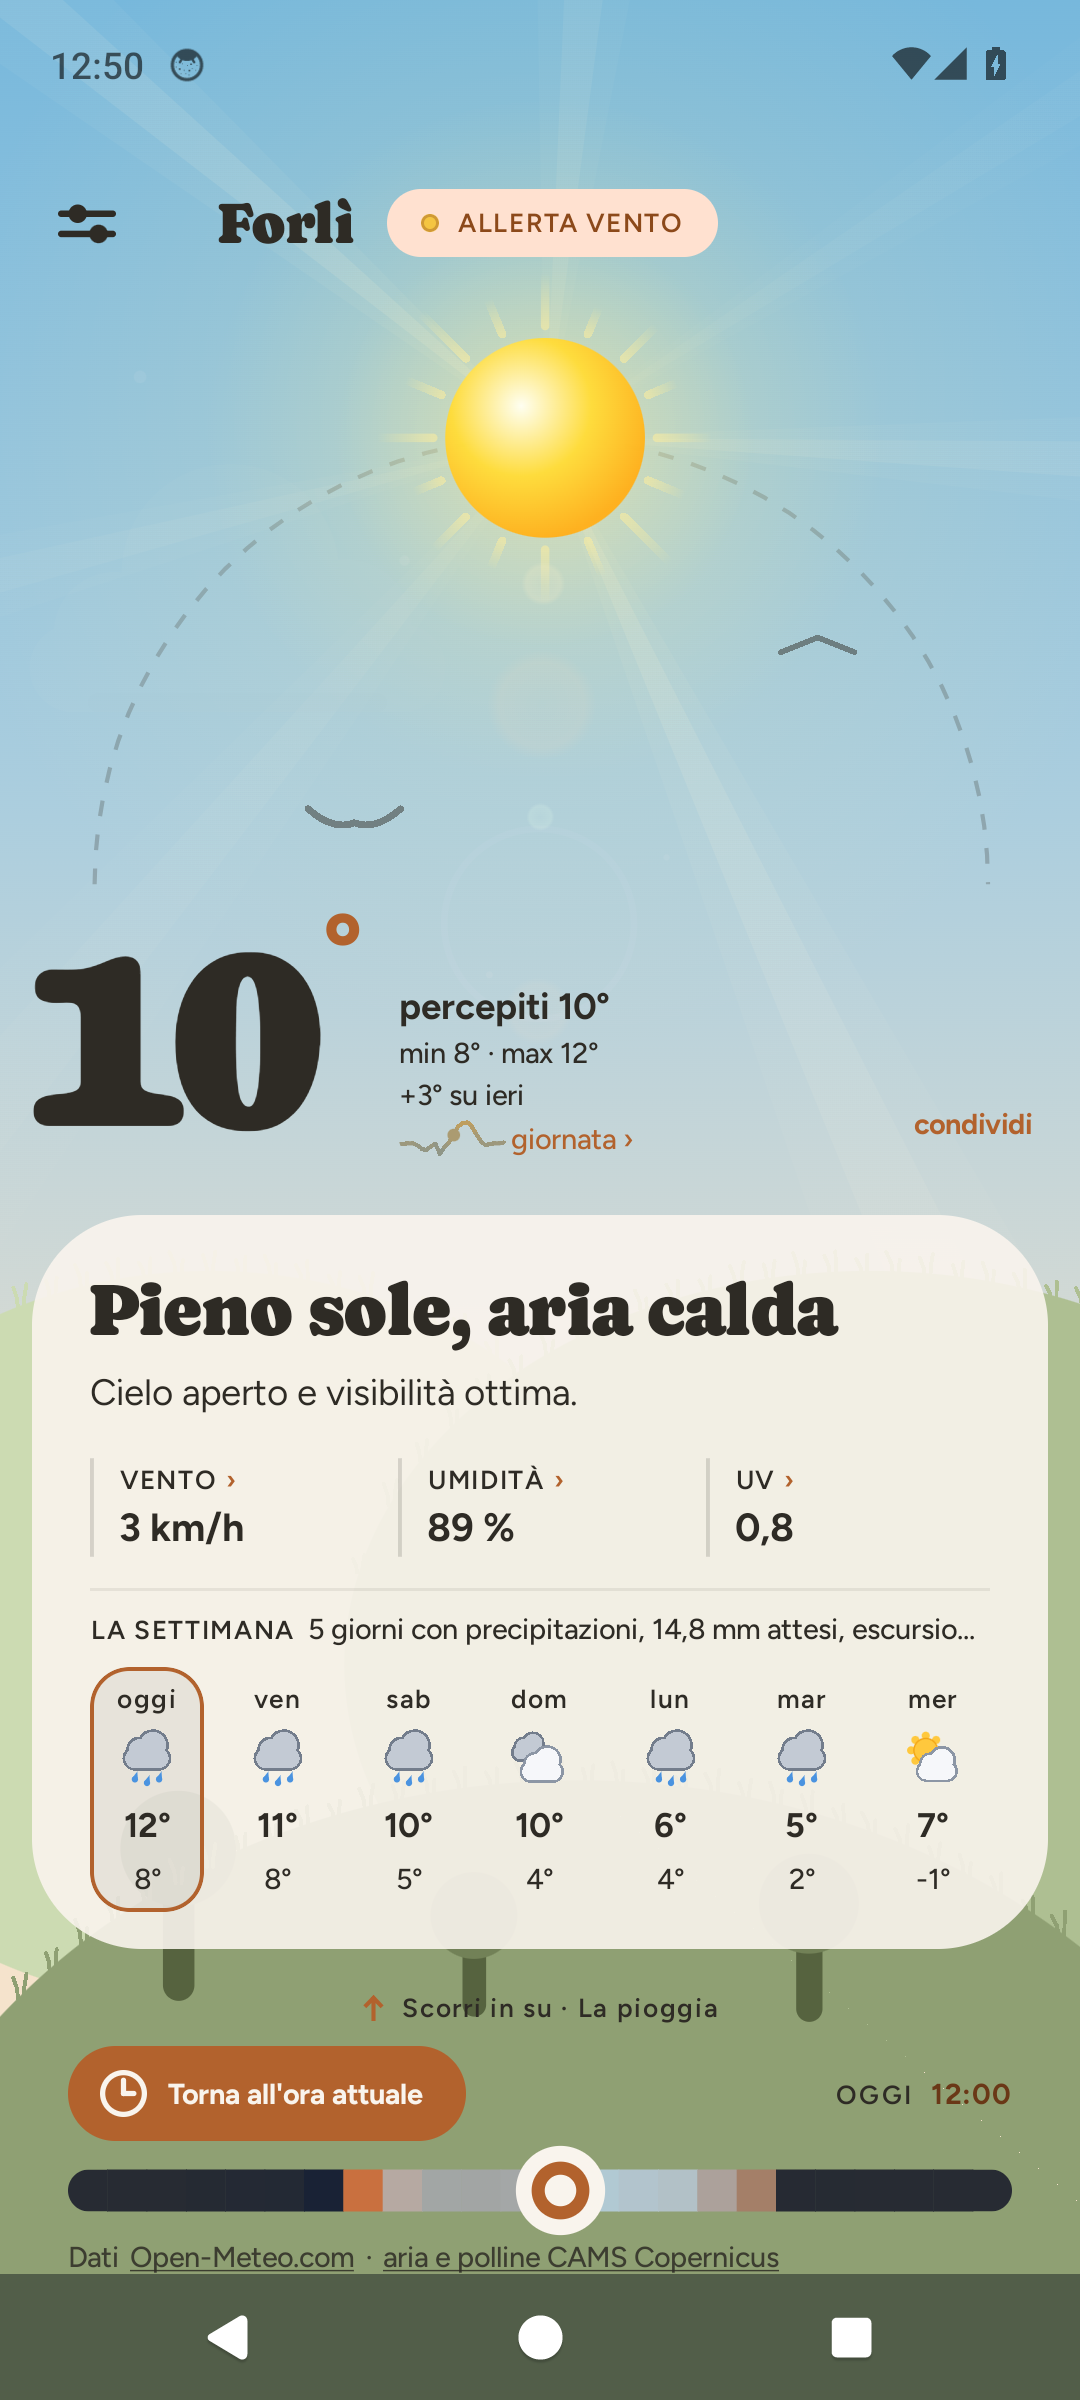 12:50
Forlì
ALLERTA VENTO
10°
percepiti 10°
min 8° · max 12°
+3° su ieri
giornata ›
condividi
Pieno sole, aria calda
Cielo aperto e visibilità ottima.
VENTO › UMIDITÀ › UV ›
3 km/h 89 % 0,8
LA SETTIMANA 5 giorni con precipitazioni, 14,8 mm attesi, escursio...
oggi ven sab dom lun mar mer
12° 11° 10° 10° 6° 5° 7°
8° 8° 5° 4° 4° 2° -1°
↑ Scorri in su · La pioggia
Torna all'ora attuale
OGGI 12:00
Dati Open-Meteo.com · aria e polline CAMS Copernicus